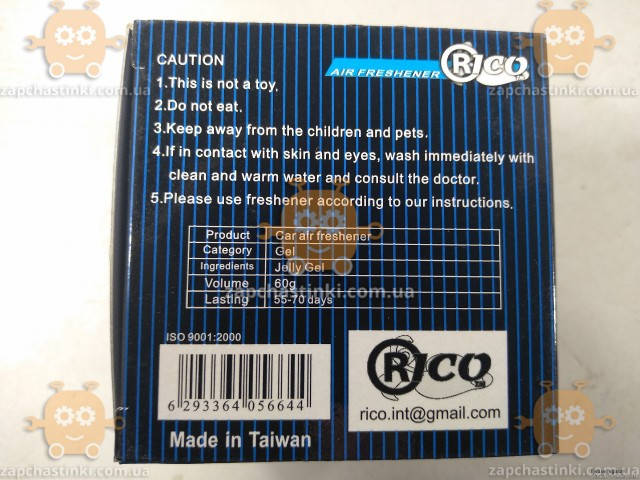 CAUTION
AIR FRESHENER RICO
1.This is not a toy.
2.Do not eat.
3.Keep away from the children and pets.
4.If in contact with skin and eyes, wash immediately with
clean and warm water and consult the doctor.
5.Please use freshener according to our instructions.
Product Car air freshener
Category Gel
Ingredients Jelly Gel
Volume 60g
Lasting 55-70 days
ISO 9001:2000
6 293364 056644
RICO TM
rico.int@gmail.com
Made in Taiwan
zapchastinki.com.ua
zapchastinki.com.ua
zapchastinki.com.ua
zapchastinki.com.ua
zapchastinki.com.ua